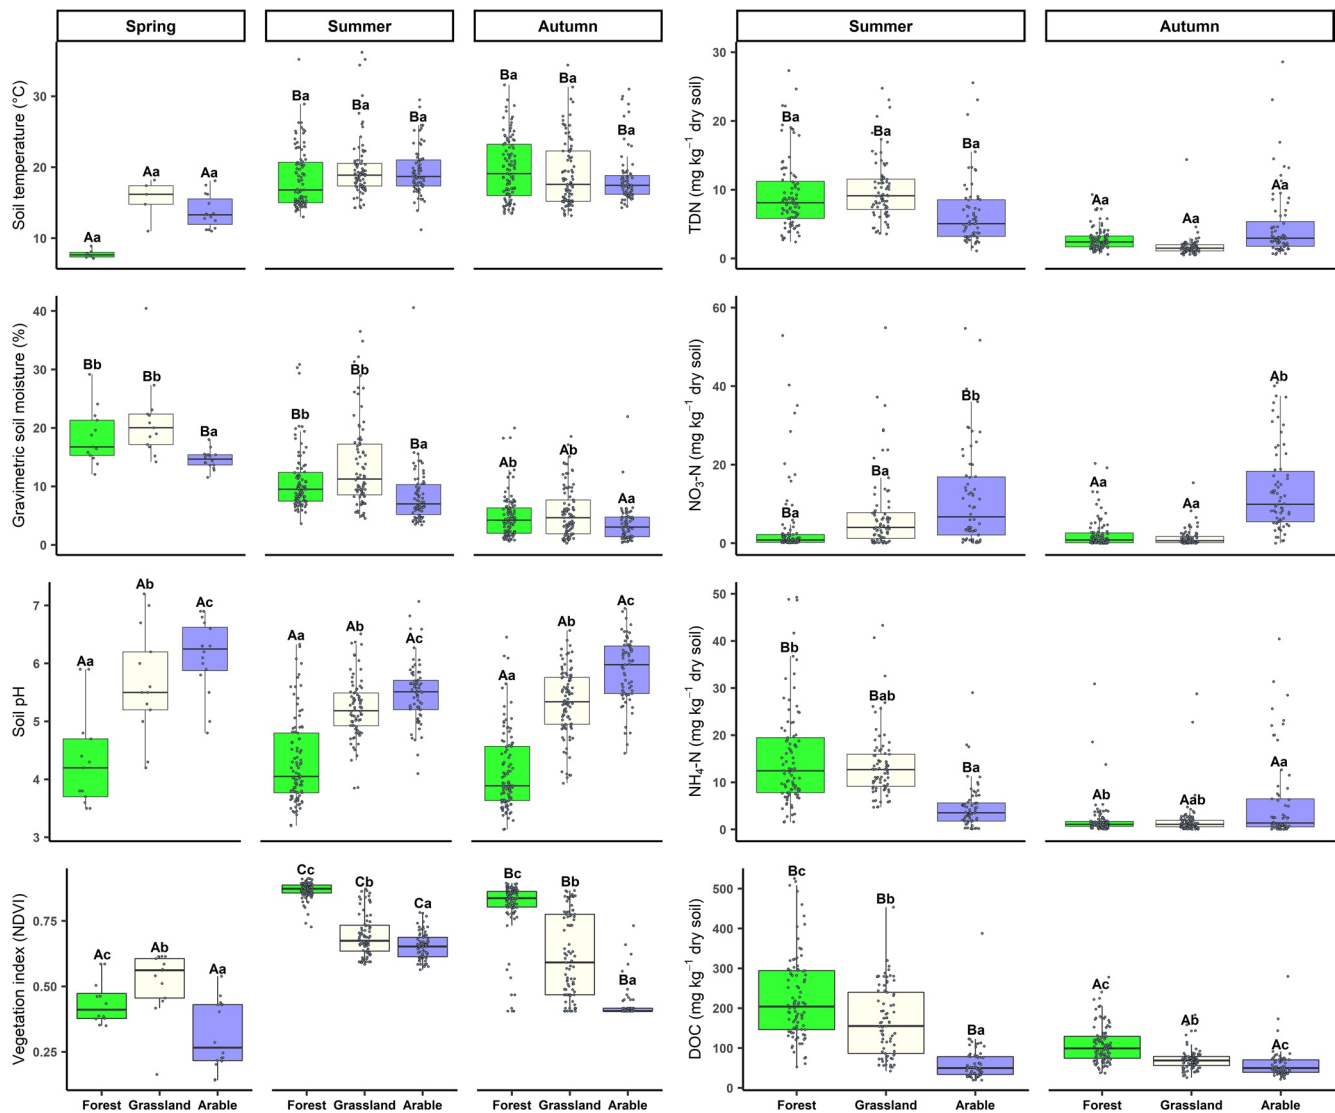 Spring Summer Autumn Summer Autumn
Soil temperature (°C)
30
20
10
Aa Aa Aa
Ba Ba Ba
Ba Ba Ba
TDN (mg kg⁻¹ dry soil)
30
20
10
0
Ba Ba Ba
Aa Aa Aa
Gravimetric soil moisture (%)
40
30
20
10
0
Bb Bb Ba
Bb Bb Ba
Ab Ab Aa
NO₃-N (mg kg⁻¹ dry soil)
60
40
20
0
Ba Ba Bb
Aa Aa Ab
Soil pH
7
6
5
4
3
Aa Ab Ac
Aa Ab Ac
Aa Ab Ac
NH₄-N (mg kg⁻¹ dry soil)
50
40
30
20
10
0
Bb Bab Ba
Ab Aab Aa
Vegetation index (NDVI)
0.75
0.50
0.25
Ac Ab Aa
Cc Cb Ca
Bc Bb Ba
DOC (mg kg⁻¹ dry soil)
500
400
300
200
100
0
Bc Bb Ba
Ac Ab Ac
Forest Grassland Arable Forest Grassland Arable Forest Grassland Arable Forest Grassland Arable Forest Grassland Arable